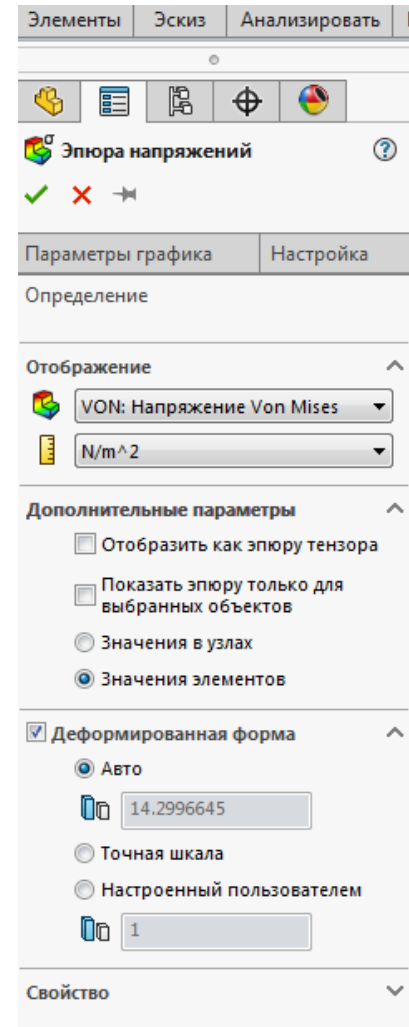 Элементы Эскиз Анализировать
Эпюра напряжений
Параметры графика Настройка
Определение
Отображение
VON: Напряжение Von Mises
N/m^2
Дополнительные параметры
Отобразить как эпюру тензора
Показать эпюру только для
выбранных объектов
Значения в узлах
Значения элементов
Деформированная форма
Авто
14.2996645
Точная шкала
Настроенный пользователем
1
Свойство